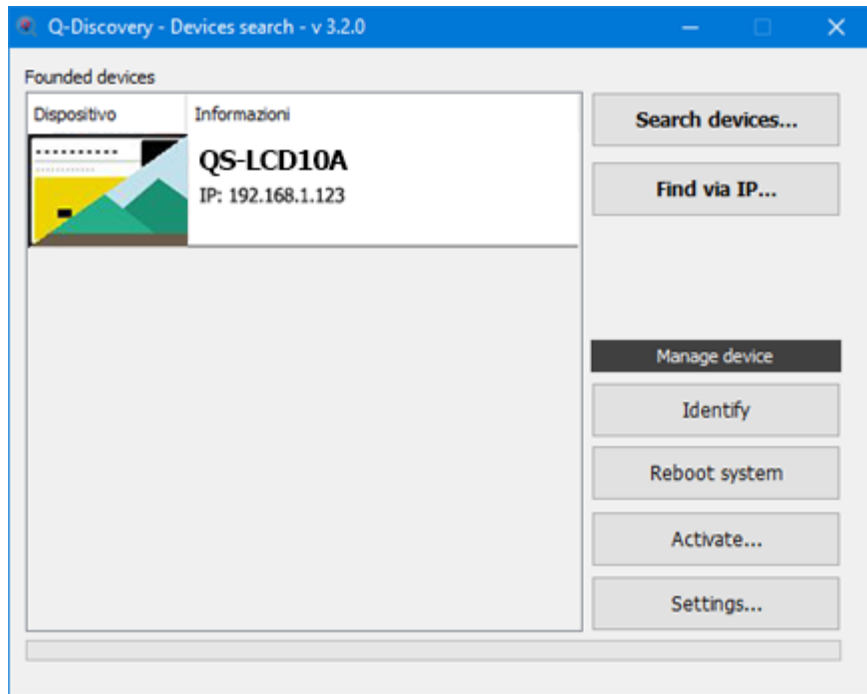 Q-Discovery - Devices search - v 3.2.0
Founded devices
Dispositivo Informazioni
QS-LCD10A
IP: 192.168.1.123
Search devices...
Find via IP...
Manage device
Identify
Reboot system
Activate...
Settings...